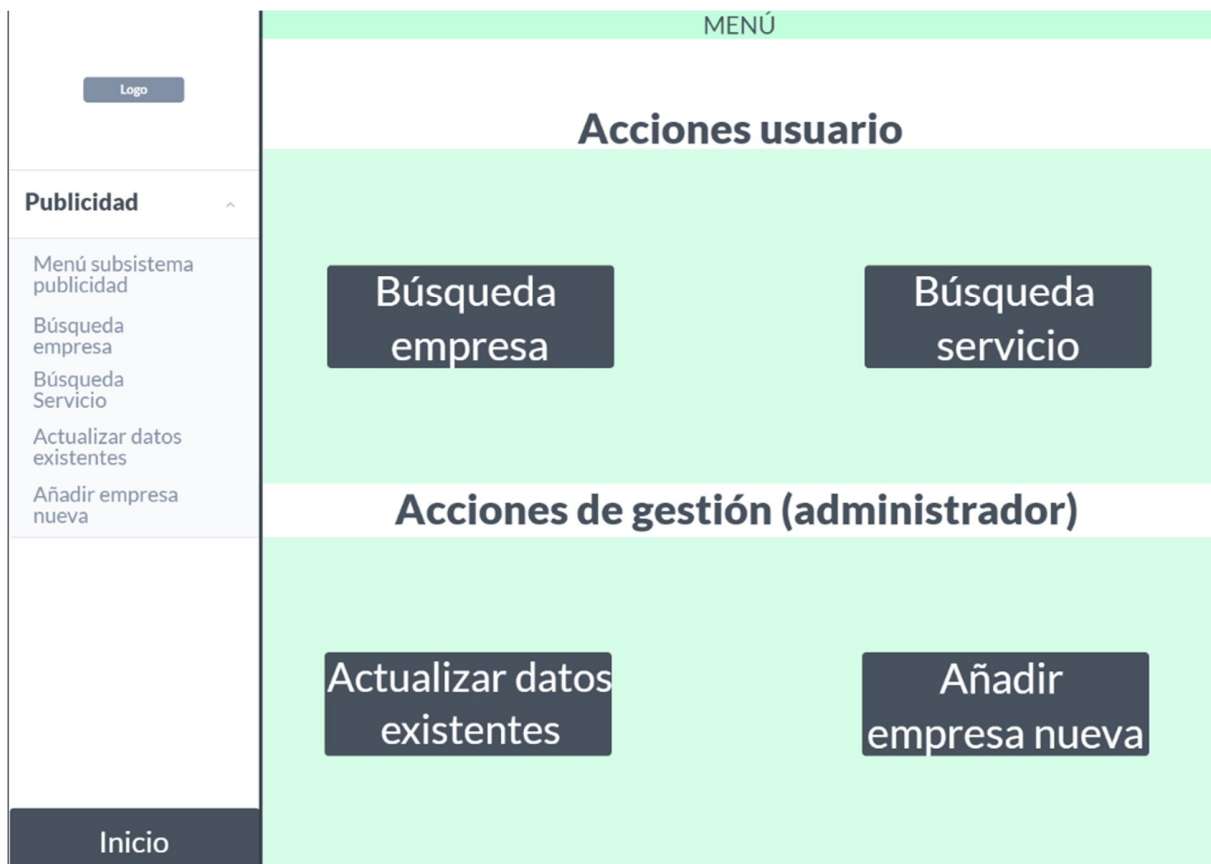 Logo
Publicidad
Menú subsistema
publicidad
Búsqueda
empresa
Búsqueda
Servicio
Actualizar datos
existentes
Añadir empresa
nueva
Inicio
MENÚ
Acciones usuario
Búsqueda
empresa
Búsqueda
servicio
Acciones de gestión (administrador)
Actualizar datos
existentes
Añadir
empresa nueva